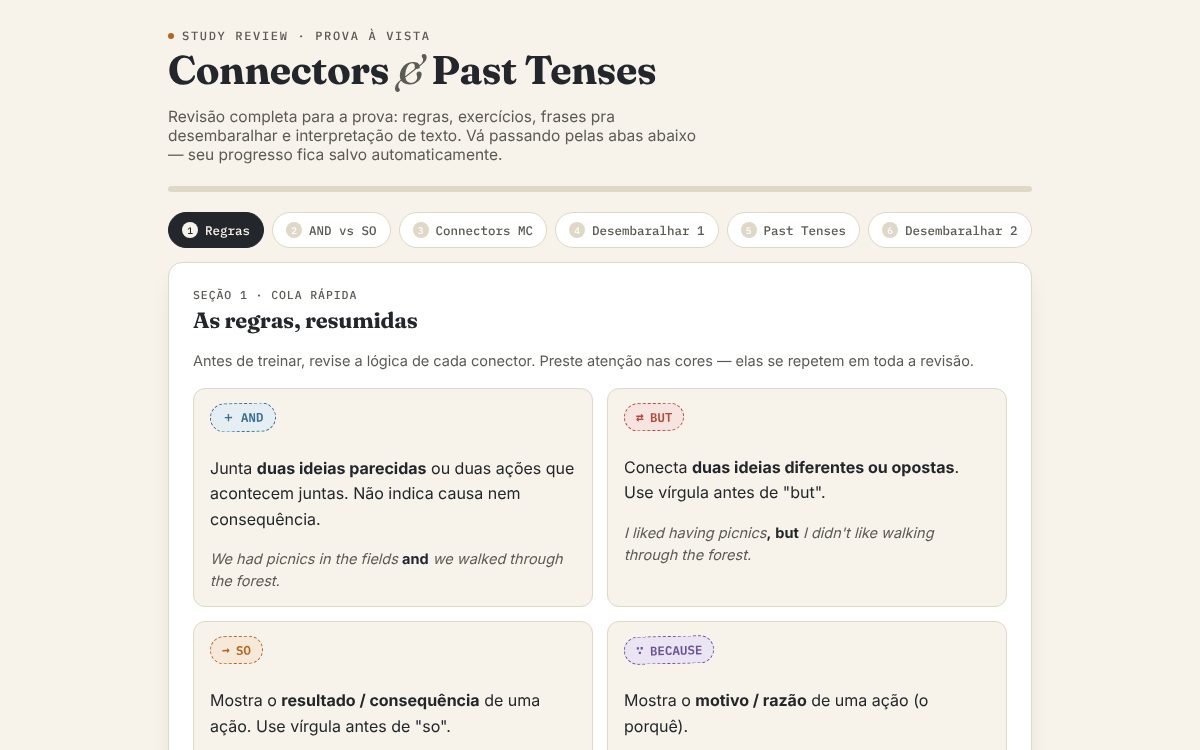 STUDY REVIEW · PROVA À VISTA
Connectors & Past Tenses
Revisão completa para a prova: regras, exercícios, frases pra
desembaralhar e interpretação de texto. Vá passando pelas abas abaixo
— seu progresso fica salvo automaticamente.
1 Regras
2 AND vs SO
3 Connectors MC
4 Desembaralhar 1
5 Past Tenses
6 Desembaralhar 2
SEÇÃO 1 · COLA RÁPIDA
As regras, resumidas
Antes de treinar, revise a lógica de cada conector. Preste atenção nas cores — elas se repetem em toda a revisão.
+ AND
Junta duas ideias parecidas ou duas ações que
acontecem juntas. Não indica causa nem
consequência.
We had picnics in the fields and we walked through
the forest.
⇄ BUT
Conecta duas ideias diferentes ou opostas.
Use vírgula antes de "but".
I liked having picnics, but I didn't like walking
through the forest.
→ SO
Mostra o resultado / consequência de uma
ação. Use vírgula antes de "so".
∵ BECAUSE
Mostra o motivo / razão de uma ação (o
porquê).